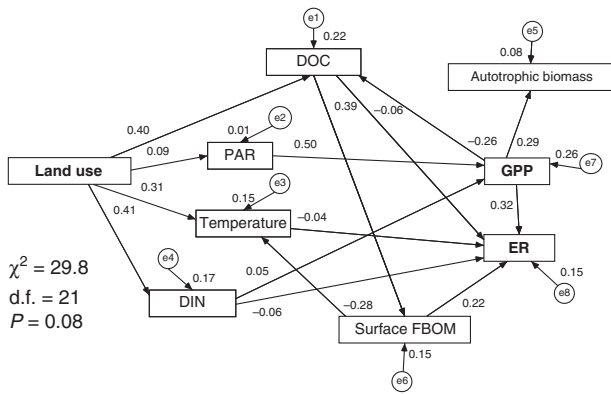 e1
0.22
DOC
e5
0.08
Autotrophic biomass
0.40
0.39
−0.06
e2
0.01
PAR
0.09
0.50
−0.26
0.29
Land use
GPP
0.26
e7
0.31
e3
0.15
Temperature
−0.04
0.32
0.41
ER
0.15
e8
e4
0.17
DIN
0.05
−0.06
−0.28
0.22
Surface FBOM
0.15
e6
χ² = 29.8
d.f. = 21
P = 0.08